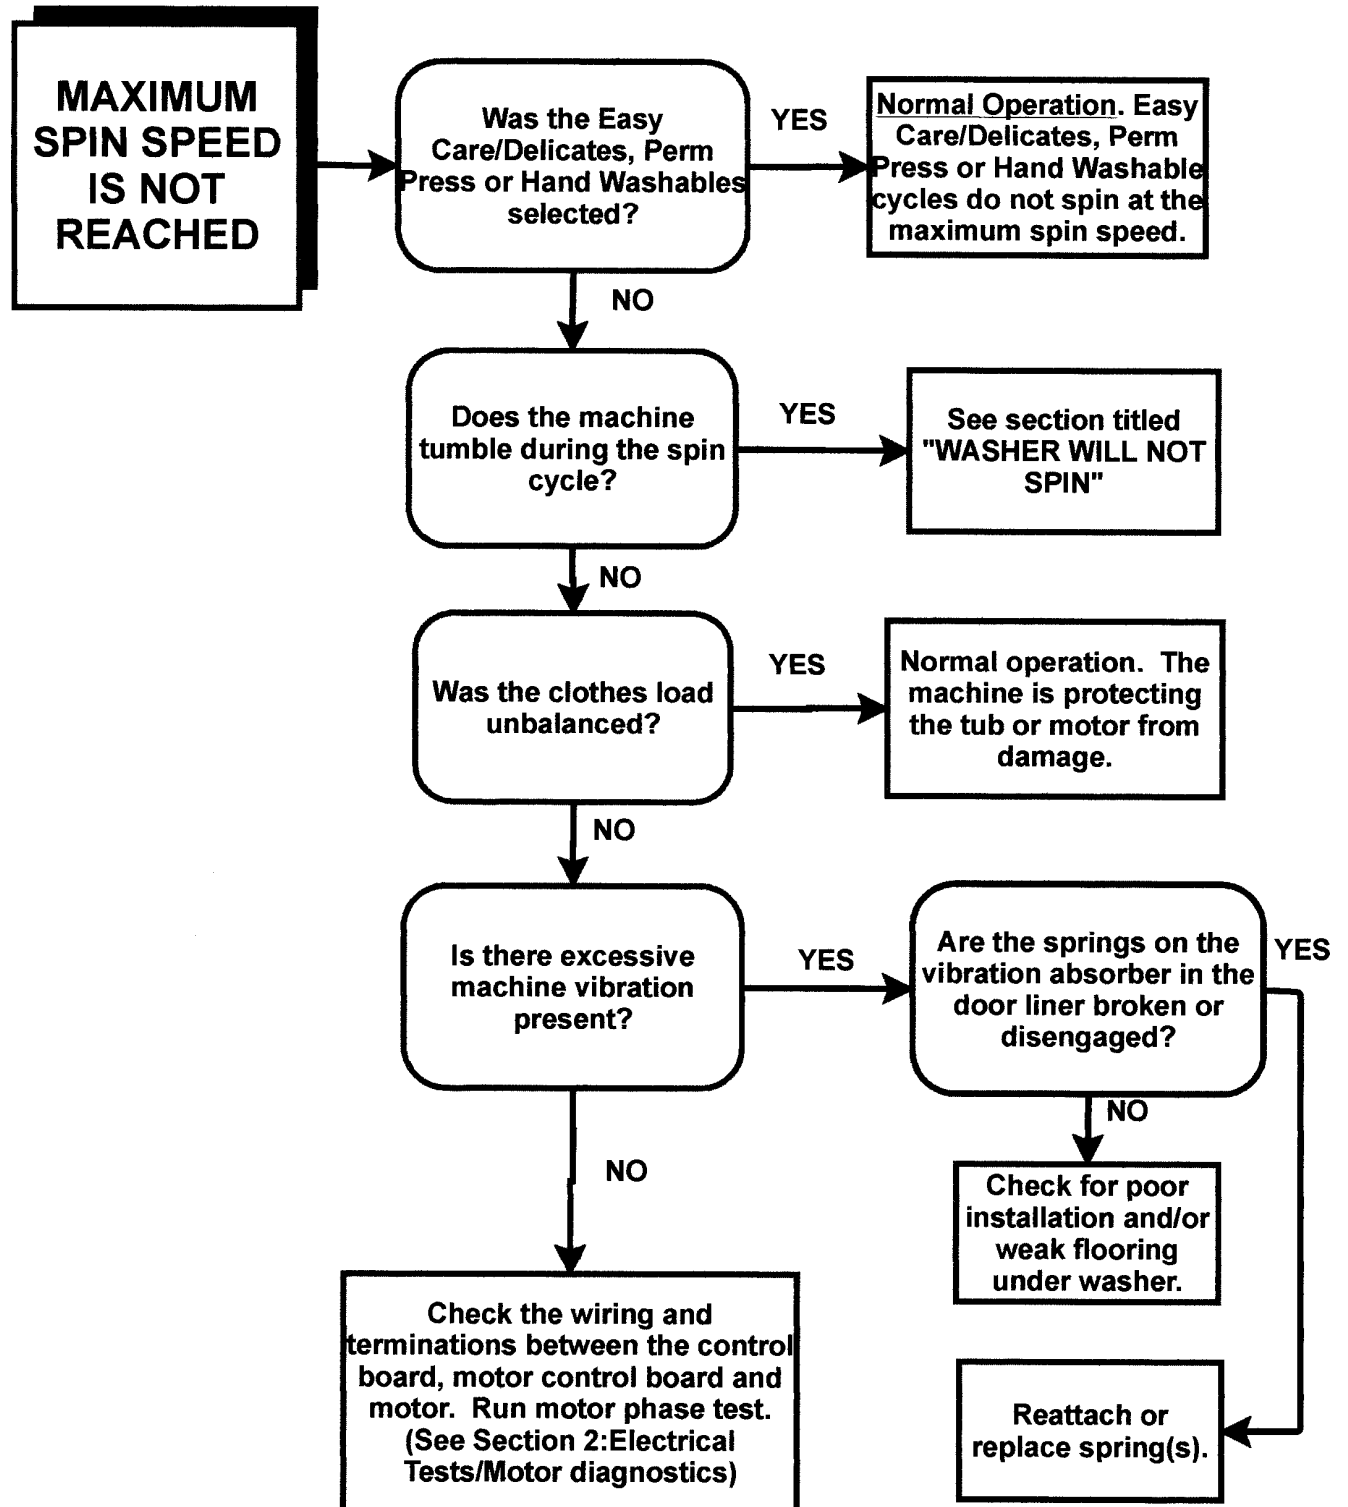 MAXIMUM
SPIN SPEED
IS NOT
REACHED
Was the Easy
Care/Delicates, Perm
Press or Hand Washables
selected?
YES
Normal Operation. Easy
Care/Delicates, Perm
Press or Hand Washable
cycles do not spin at the
maximum spin speed.
NO
Does the machine
tumble during the spin
cycle?
YES
See section titled
"WASHER WILL NOT
SPIN"
NO
Was the clothes load
unbalanced?
YES
Normal operation. The
machine is protecting
the tub or motor from
damage.
NO
Is there excessive
machine vibration
present?
YES
Are the springs on the
vibration absorber in the
door liner broken or
disengaged?
YES
NO
Check for poor
installation and/or
weak flooring
under washer.
NO
Check the wiring and
terminations between the control
board, motor control board and
motor. Run motor phase test.
(See Section 2:Electrical
Tests/Motor diagnostics)
Reattach or
replace spring(s).